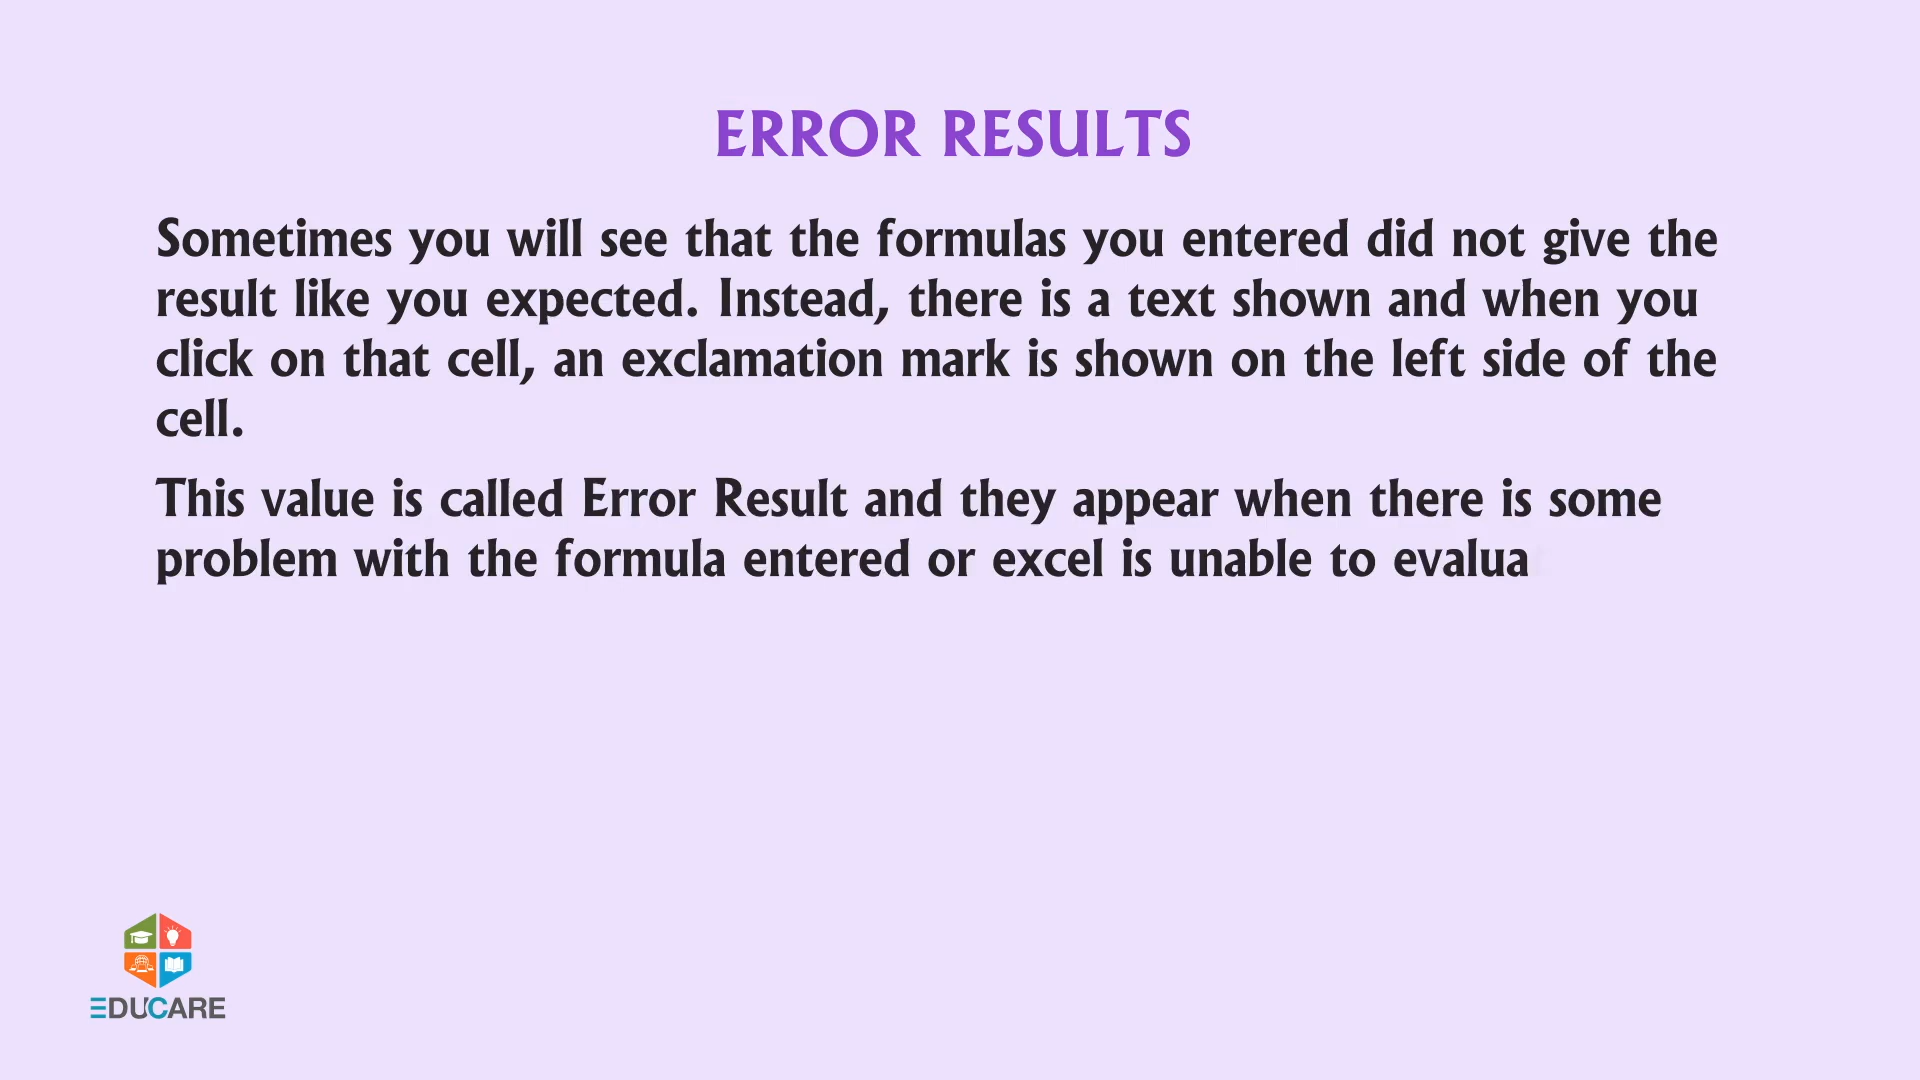 ERROR RESULTS
Sometimes you will see that the formulas you entered did not give the
result like you expected. Instead, there is a text shown and when you
click on that cell, an exclamation mark is shown on the left side of the
cell.
This value is called Error Result and they appear when there is some
problem with the formula entered or excel is unable to evalua
EDUCARE